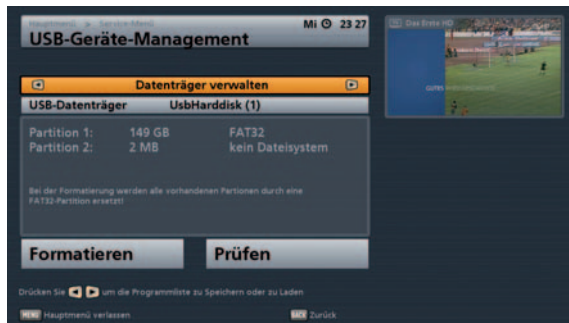 Hauptmenü > Service-Menü
USB-Geräte-Management
Mi 23 27
Das Erste HD
Datenträger verwalten
USB-Datenträger UsbHarddisk (1)
Partition 1: 149 GB FAT32
Partition 2: 2 MB kein Dateisystem
Bei der Formatierung werden alle vorhandenen Partionen durch eine
FAT32-Partition ersetzt!
Formatieren Prüfen
Drücken Sie um die Programmliste zu Speichern oder zu Laden
MENU Hauptmenü verlassen BACK Zurück